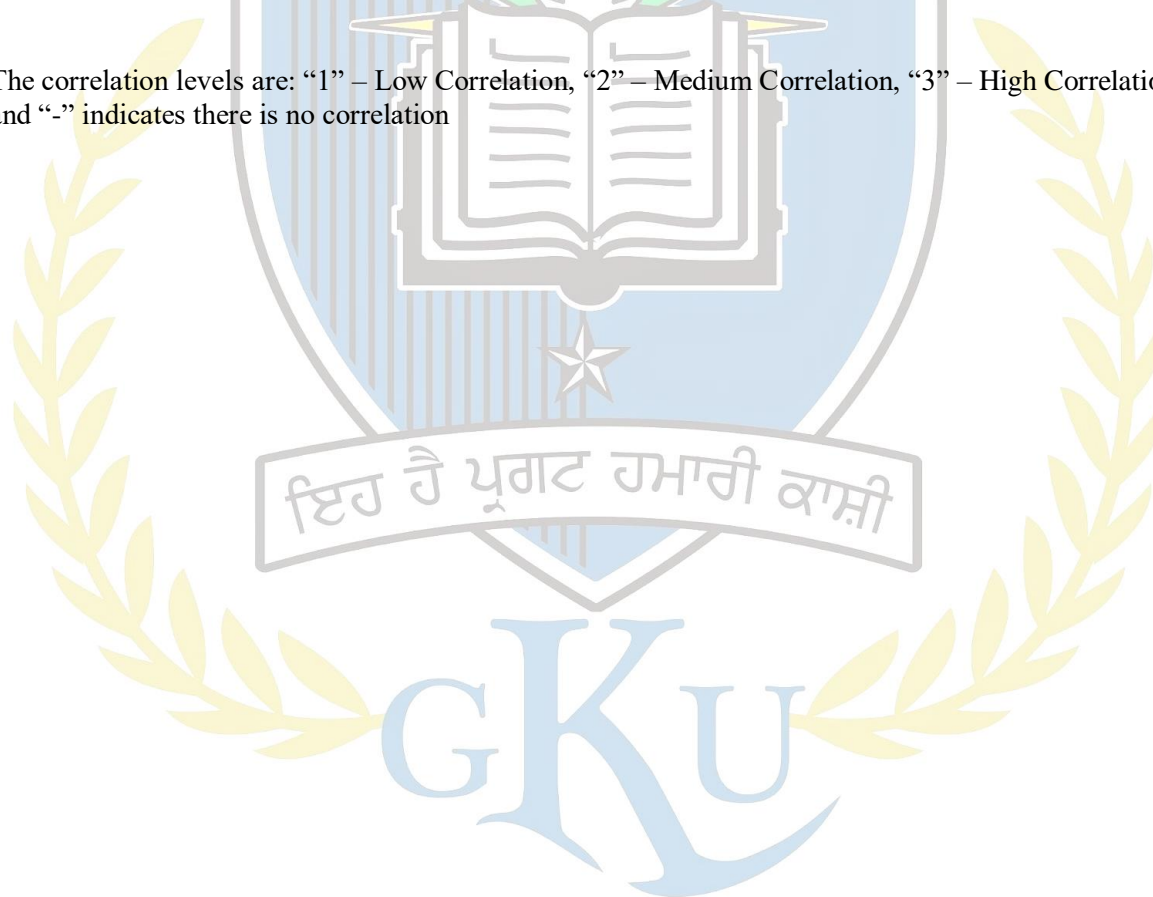 The correlation levels are: “1” – Low Correlation, “2” – Medium Correlation, “3” – High Correlatio
and “-” indicates there is no correlation
ਇਹ ਹੈ ਪ੍ਰਗਟ ਹਮਾਰੀ ਕਾਸ਼ੀ
GKU